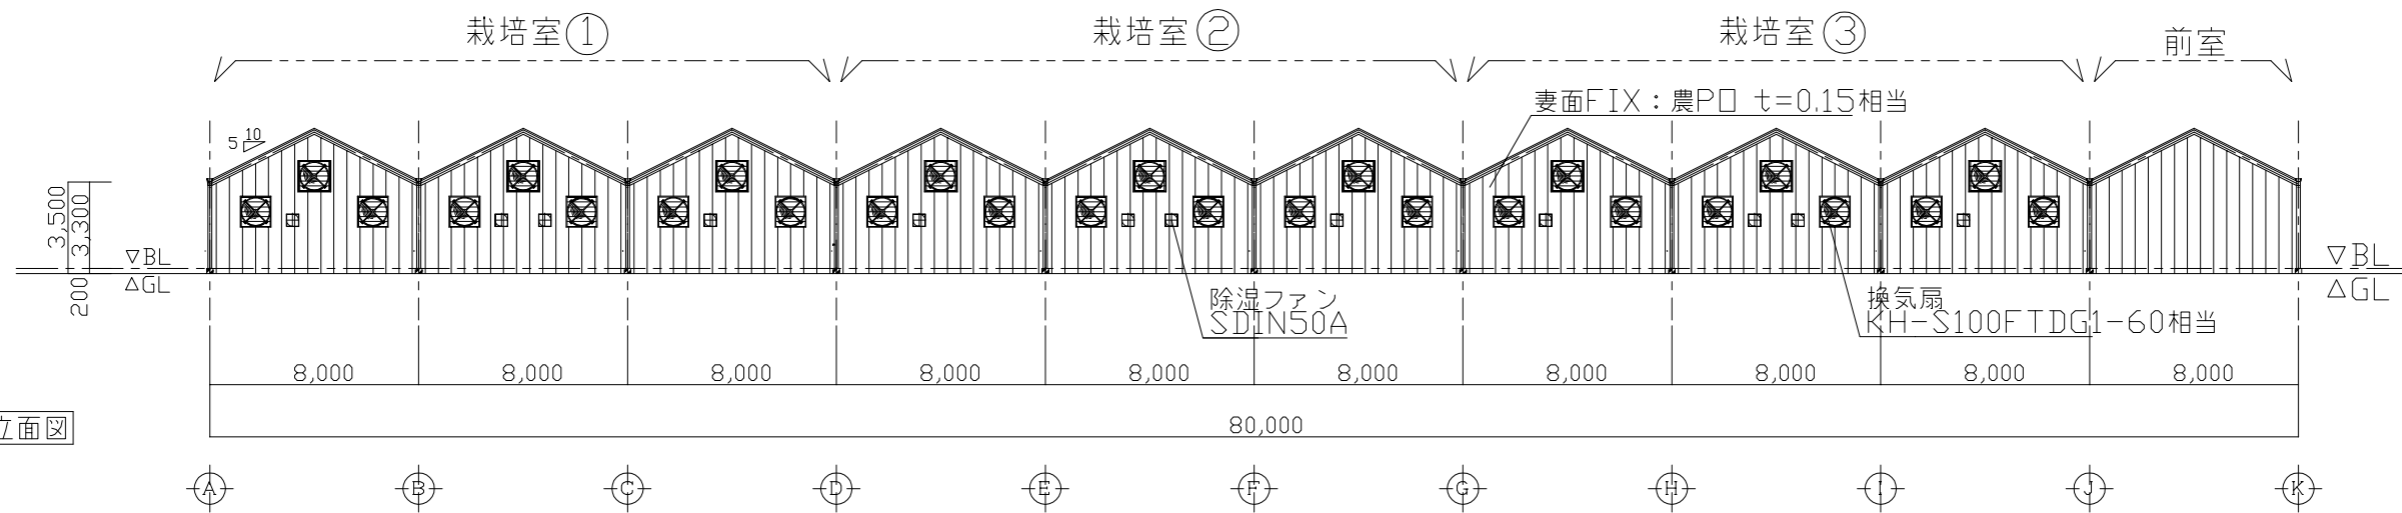 栽培室①
栽培室②
栽培室③
前室
妻面FIX：農PO t=0.15相当
10
5
3,500
3,300
200
▽BL
△GL
▽BL
△GL
除湿ファン
SDIN50A
換気扇
KH-S100FTDG1-60相当
8,000 8,000 8,000 8,000 8,000 8,000 8,000 8,000 8,000 8,000
80,000
立面図
A B C D E F G H I J K